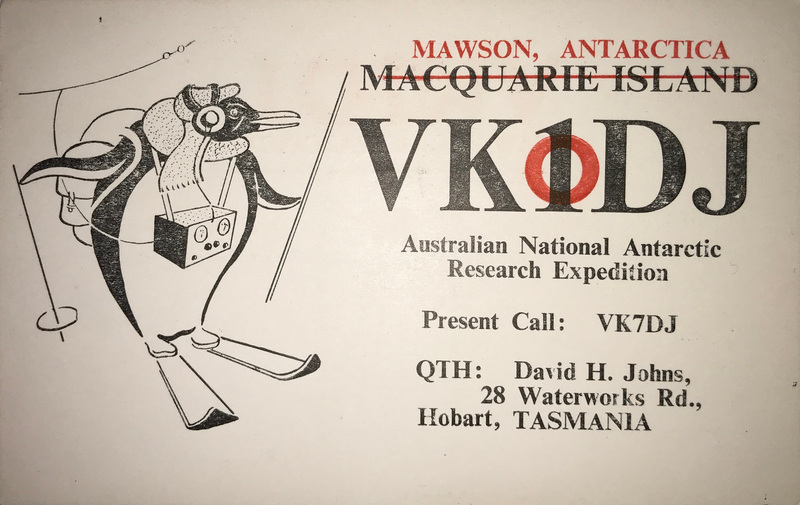 MAWSON, ANTARCTICA
MACQUARIE ISLAND
VK1DJ
Australian National Antarctic
Research Expedition
Present Call: VK7DJ
QTH: David H. Johns,
28 Waterworks Rd.,
Hobart, TASMANIA